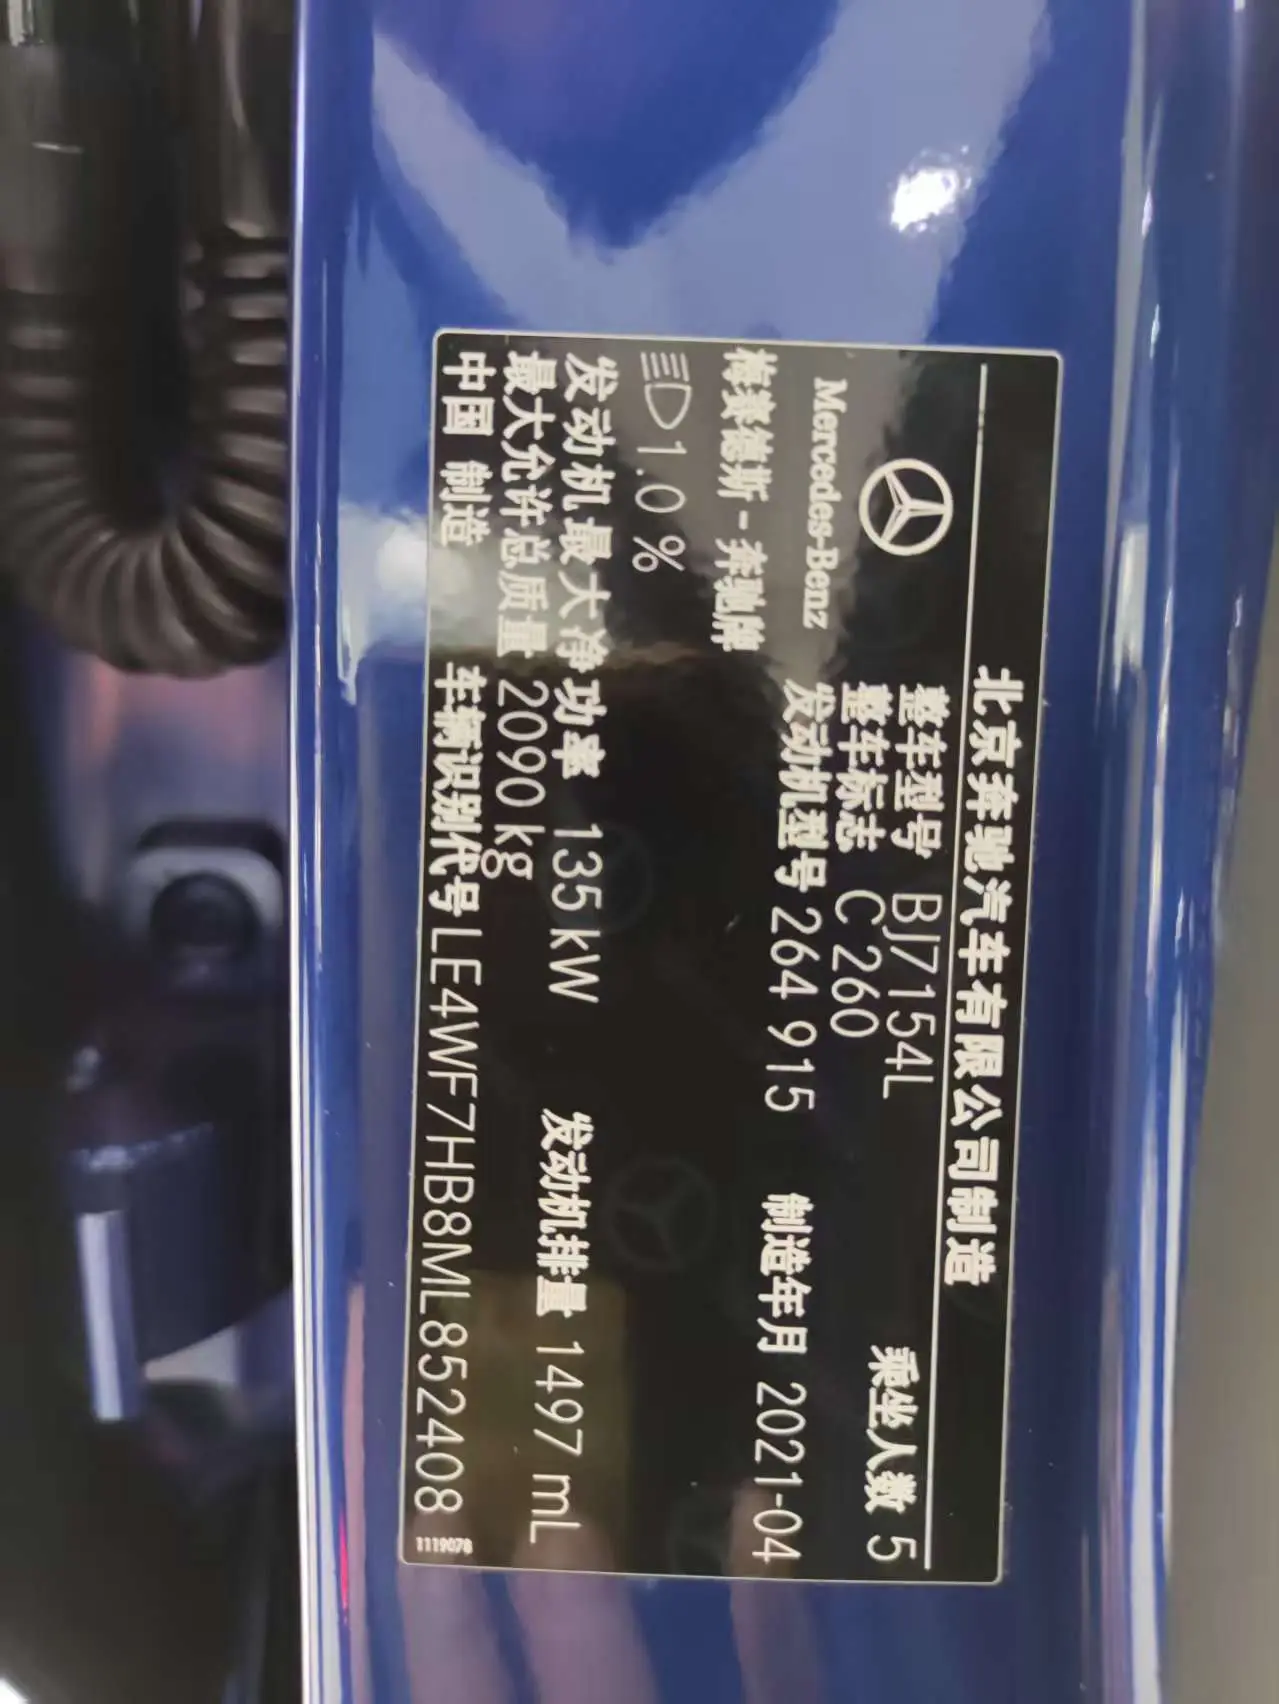 北京奔驰汽车有限公司制造
整车型号 BJ7154L 乘坐人数 5
整车标志 C 260
Mercedes-Benz
发动机型号 264 915 制造年月 2021-04
梅赛德斯-奔驰牌
1.0 %
发动机最大净功率 135 kW 发动机排量 1497 mL
最大允许总质量 2090 kg
中国 制造 车辆识别代号 LE4WF7HB8ML852408
1119078